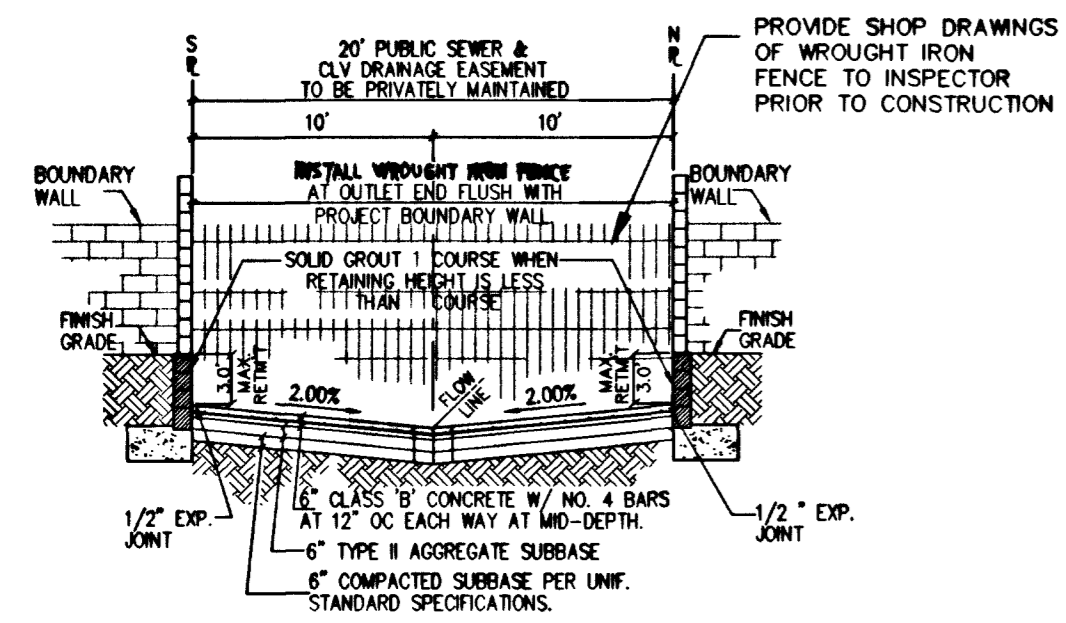 PROVIDE SHOP DRAWINGS
OF WROUGHT IRON
FENCE TO INSPECTOR
PRIOR TO CONSTRUCTION
S
PL
N
PL
20' PUBLIC SEWER &
CLV DRAINAGE EASEMENT
TO BE PRIVATELY MAINTAINED
10'
10'
BOUNDARY
WALL
INSTALL WROUGHT IRON FENCE
AT OUTLET END FLUSH WITH
PROJECT BOUNDARY WALL
BOUNDARY
WALL
SOLID GROUT 1 COURSE WHEN
RETAINING HEIGHT IS LESS
THAN COURSE
FINISH
GRADE
FINISH
GRADE
3.0'
MAX.
RETM'T
2.00%
FLOW
LINE
2.00%
MAX.
RETM'T
3.0'
6" CLASS 'B' CONCRETE W/ NO. 4 BARS
AT 12" OC EACH WAY AT MID-DEPTH.
1/2" EXP.
JOINT
1/2 " EXP.
JOINT
6" TYPE II AGGREGATE SUBBASE
6" COMPACTED SUBBASE PER UNIF.
STANDARD SPECIFICATIONS.